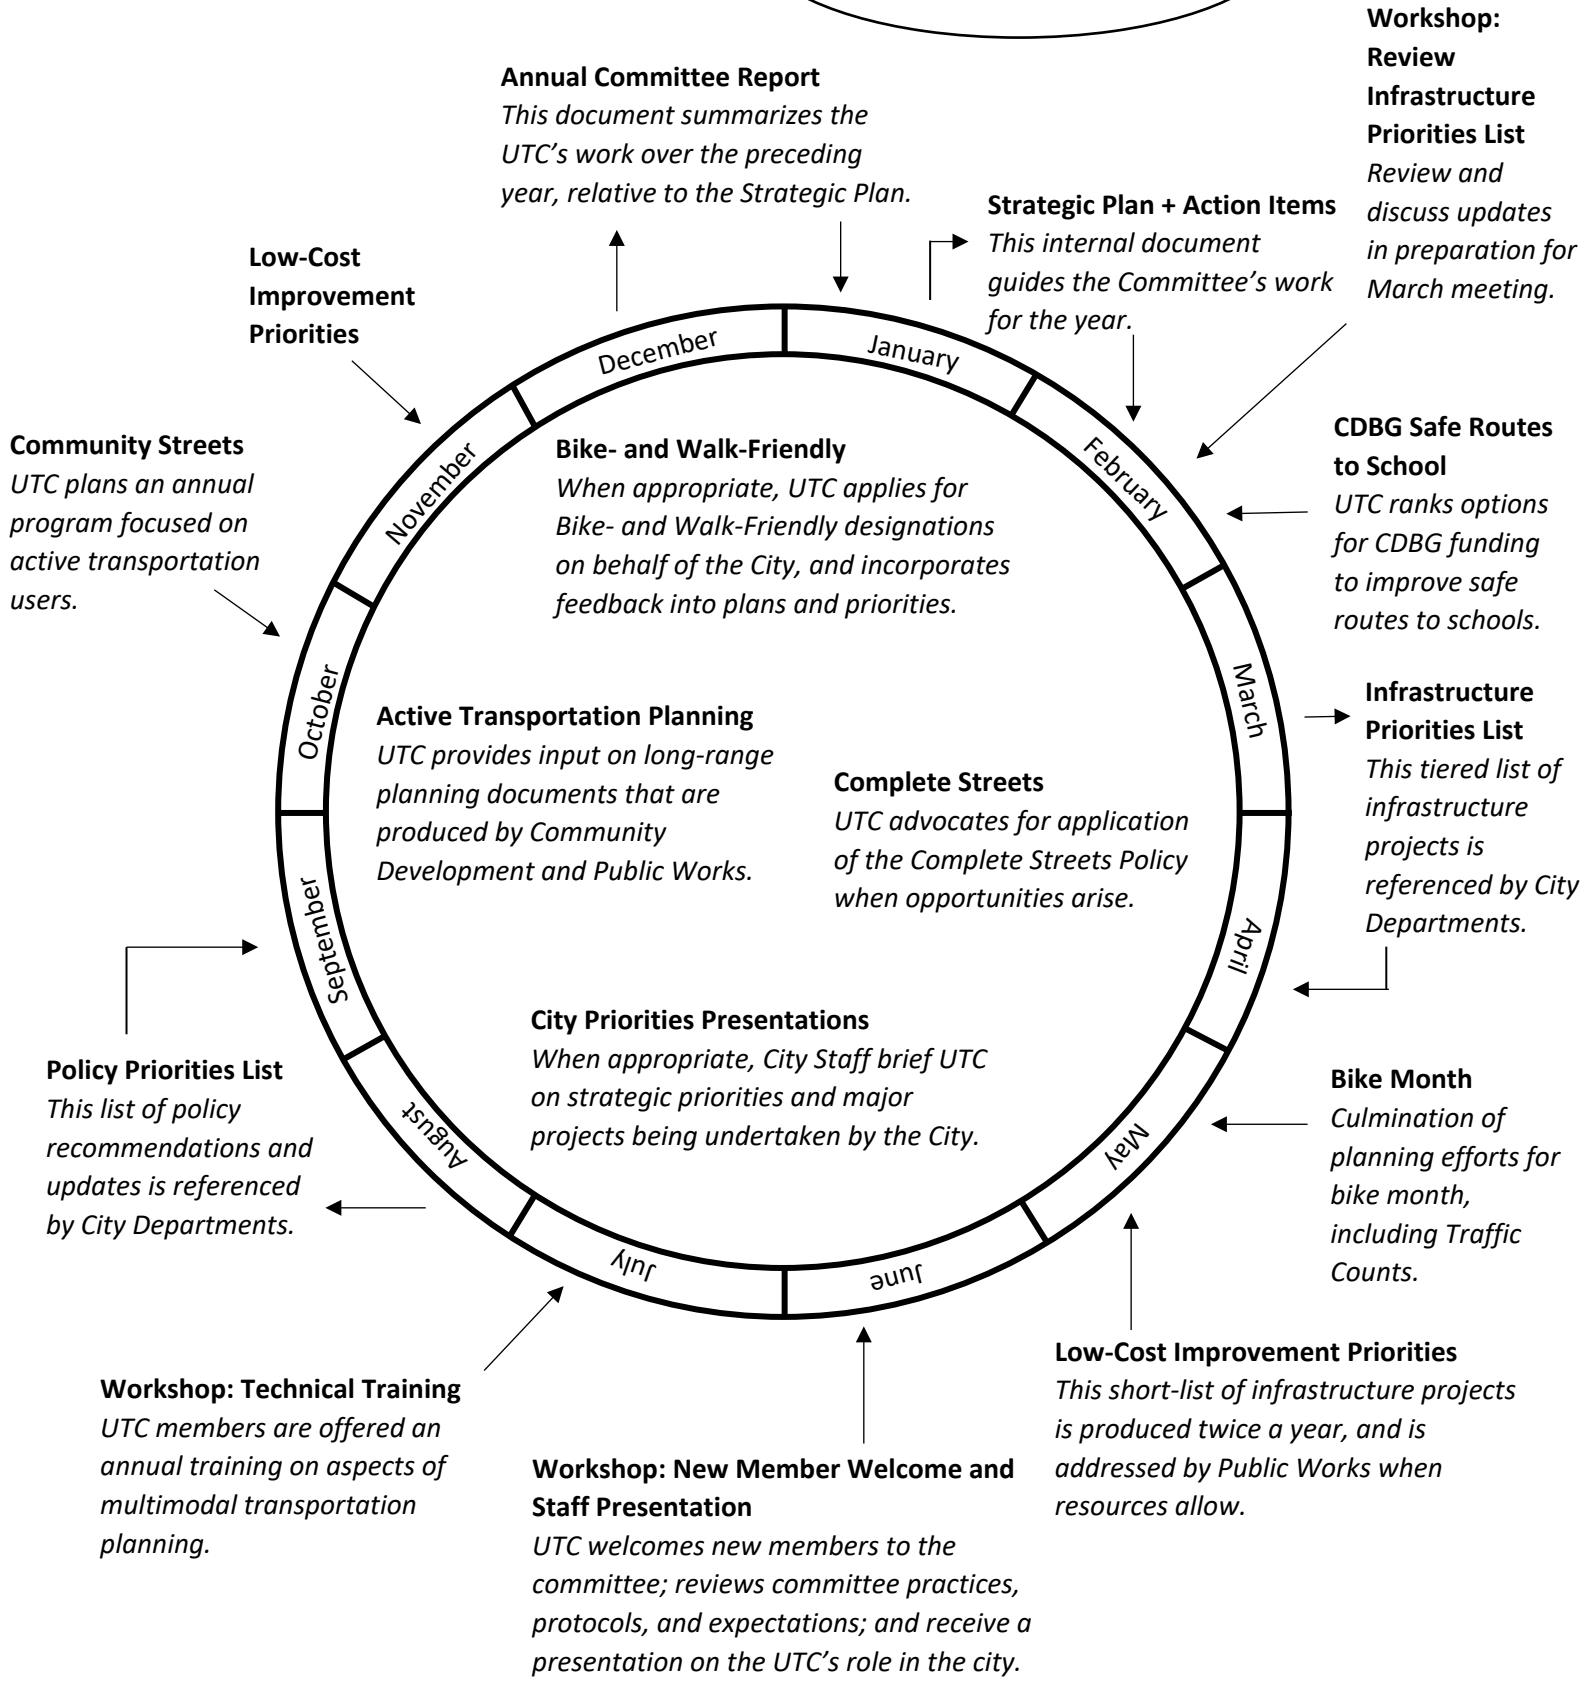 Workshop:
Review
Infrastructure
Priorities List
Review and
discuss updates
in preparation for
March meeting.
Annual Committee Report
This document summarizes the
UTC’s work over the preceding
year, relative to the Strategic Plan.
Strategic Plan + Action Items
This internal document
guides the Committee’s work
for the year.
Low-Cost
Improvement
Priorities
December
January
Community Streets
UTC plans an annual
program focused on
active transportation
users.
November
Bike- and Walk-Friendly
When appropriate, UTC applies for
Bike- and Walk-Friendly designations
on behalf of the City, and incorporates
feedback into plans and priorities.
February
CDBG Safe Routes
to School
UTC ranks options
for CDBG funding
to improve safe
routes to schools.
October
March
Active Transportation Planning
UTC provides input on long-range
planning documents that are
produced by Community
Development and Public Works.
Infrastructure
Priorities List
This tiered list of
infrastructure
projects is
referenced by City
Departments.
Complete Streets
UTC advocates for application
of the Complete Streets Policy
when opportunities arise.
September
April
City Priorities Presentations
When appropriate, City Staff brief UTC
on strategic priorities and major
projects being undertaken by the City.
Policy Priorities List
This list of policy
recommendations and
updates is referenced
by City Departments.
August
May
Bike Month
Culmination of
planning efforts for
bike month,
including Traffic
Counts.
July
June
Workshop: Technical Training
UTC members are offered an
annual training on aspects of
multimodal transportation
planning.
Low-Cost Improvement Priorities
This short-list of infrastructure projects
is produced twice a year, and is
addressed by Public Works when
resources allow.
Workshop: New Member Welcome and
Staff Presentation
UTC welcomes new members to the
committee; reviews committee practices,
protocols, and expectations; and receive a
presentation on the UTC’s role in the city.